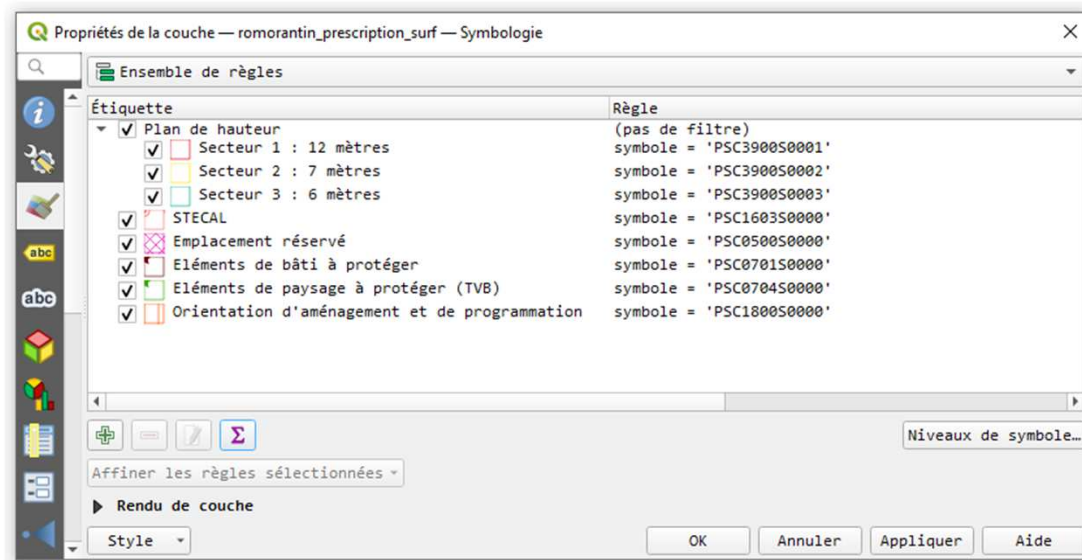 Propriétés de la couche — romorantin_prescription_surf — Symbologie
Ensemble de règles
Étiquette Règle
Plan de hauteur (pas de filtre)
Secteur 1 : 12 mètres symbole = 'PSC3900S0001'
Secteur 2 : 7 mètres symbole = 'PSC3900S0002'
Secteur 3 : 6 mètres symbole = 'PSC3900S0003'
STECAL symbole = 'PSC1603S0000'
Emplacement réservé symbole = 'PSC0500S0000'
Eléments de bâti à protéger symbole = 'PSC0701S0000'
Eléments de paysage à protéger (TVB) symbole = 'PSC0704S0000'
Orientation d'aménagement et de programmation symbole = 'PSC1800S0000'
abc
abc
Σ
Niveaux de symbole…
Affiner les règles sélectionnées
Rendu de couche
Style OK Annuler Appliquer Aide